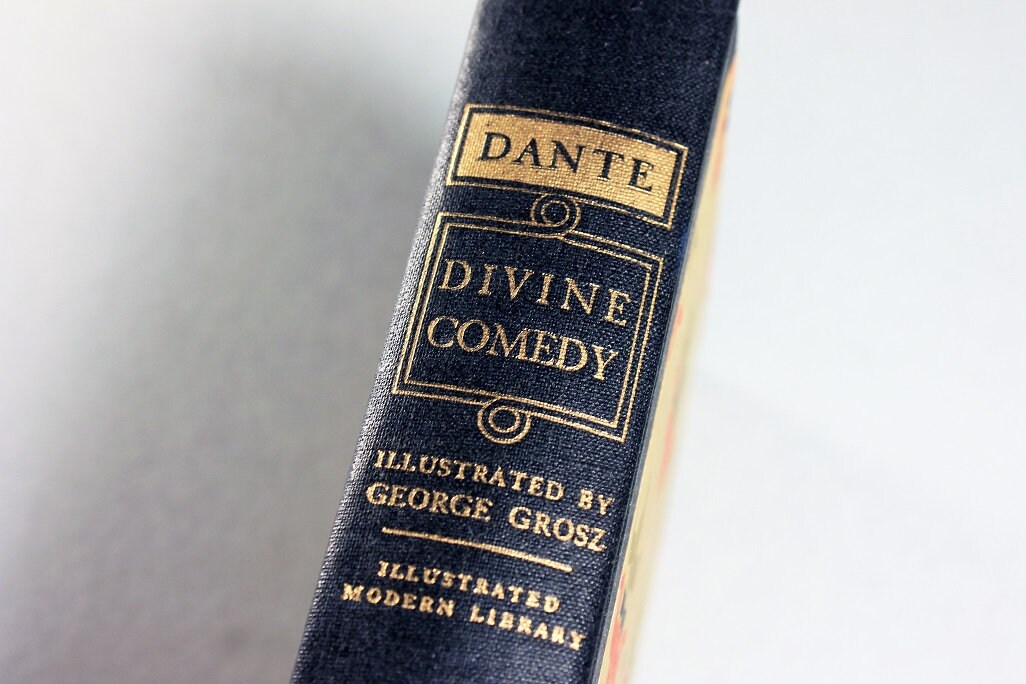 DANTE
DIVINE
COMEDY
ILLUSTRATED BY
GEORGE GROSZ
ILLUSTRATED
MODERN LIBRARY